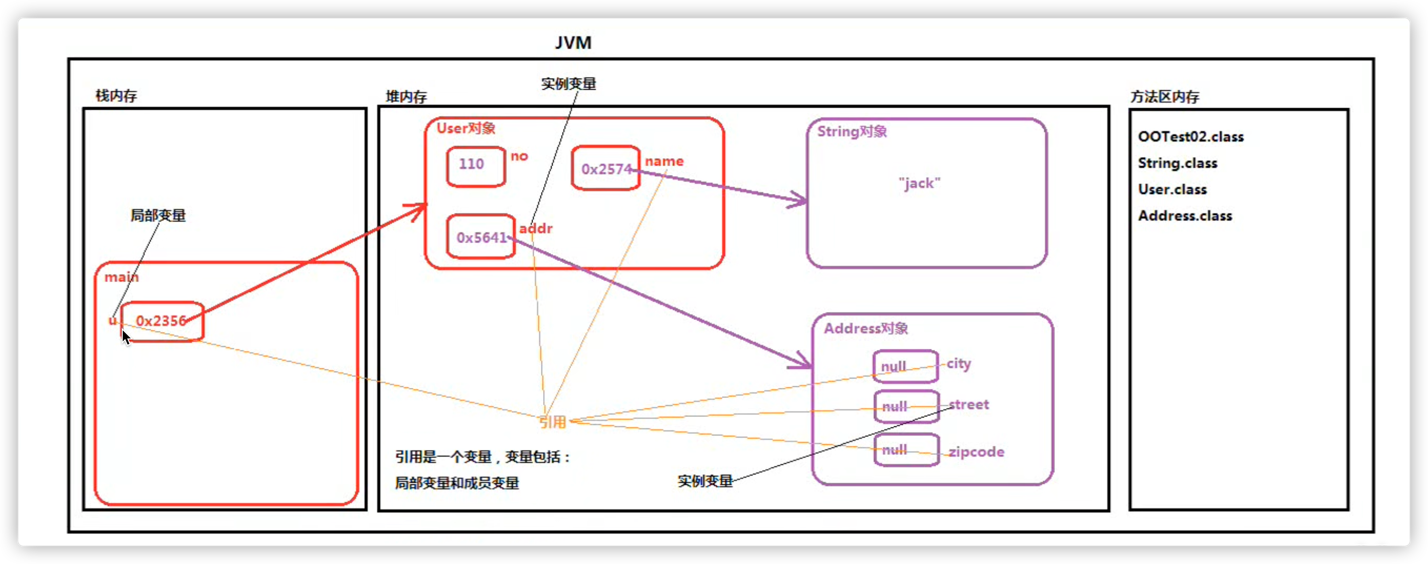 JVM
栈内存
局部变量
main
u
0x2356
堆内存
实例变量
User对象
110
no
0x2574
name
0x5641
addr
String对象
"jack"
Address对象
null
city
null
street
null
zipcode
引用
引用是一个变量，变量包括：
局部变量和成员变量
实例变量
方法区内存
OOTest02.class
String.class
User.class
Address.class